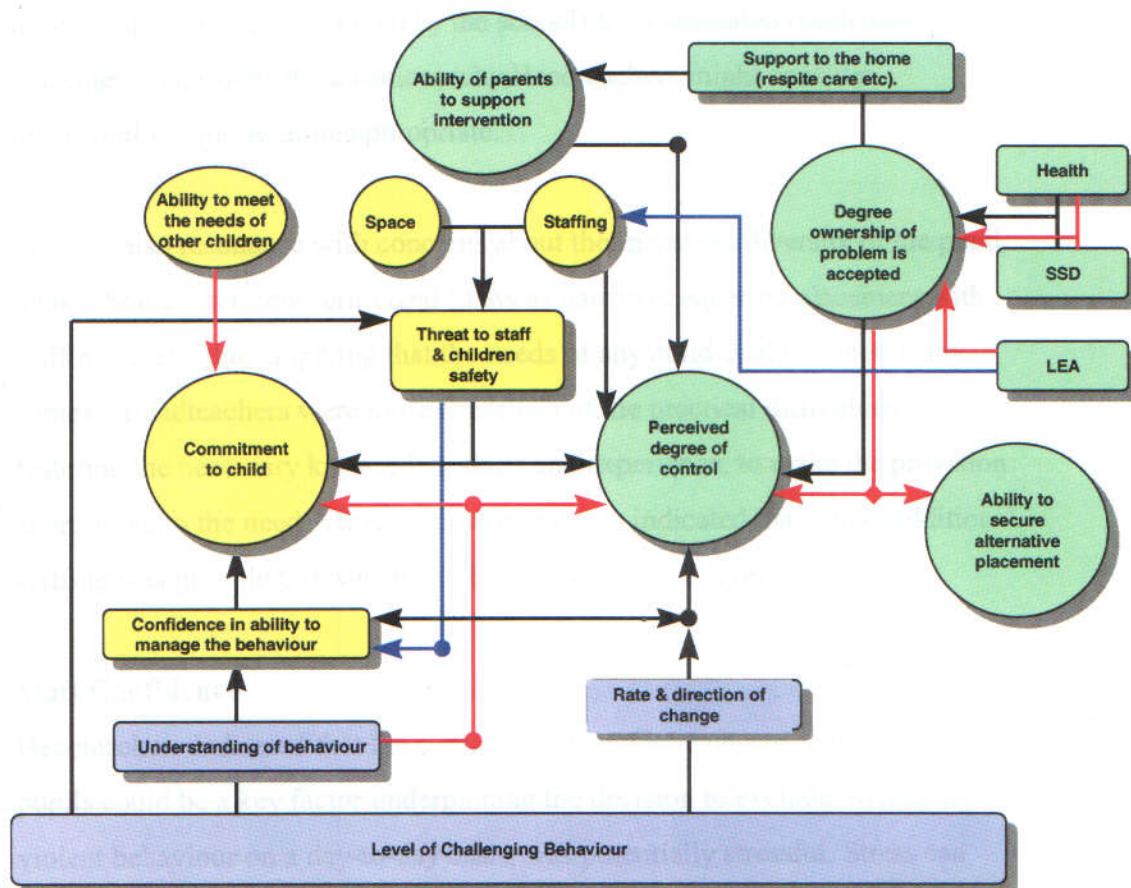 Support to the home
(respite care etc).
Ability of parents
to support
intervention
Health
Ability to meet
the needs of
other children
Space
Staffing
Degree
ownership of
problem is
accepted
SSD
Threat to staff
& children
safety
LEA
Commitment
to child
Perceived
degree of
control
Ability to
secure
alternative
placement
Confidence in ability to
manage the behaviour
Rate & direction of
change
Understanding of behaviour
Level of Challenging Behaviour